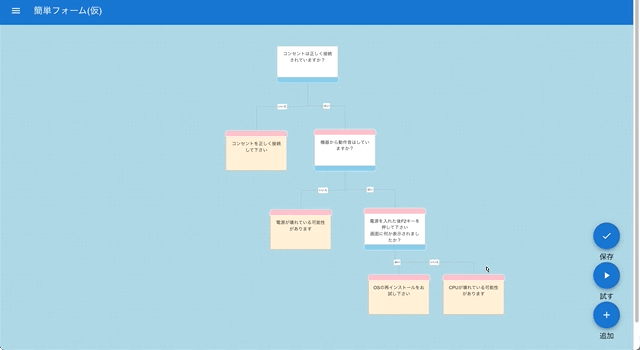 簡単フォーム(仮)
コンセントは正しく接続
されていますか？
いいえ
はい
コンセントを正しく接続
して下さい
機器から動作音はしてい
ますか？
いいえ
はい
電源が壊れている可能性
があります
電源を入れた後F2キーを
押して下さい
画面に何か表示されまし
たか？
はい
いいえ
OSの再インストールをお
試し下さい
CPUが壊れている可能性
があります
保存
試す
追加